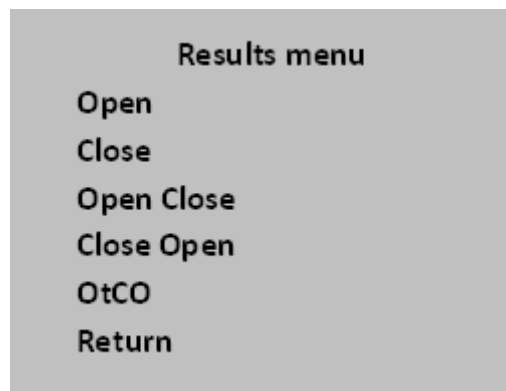 Results menu
Open
Close
Open Close
Close Open
OtCO
Return